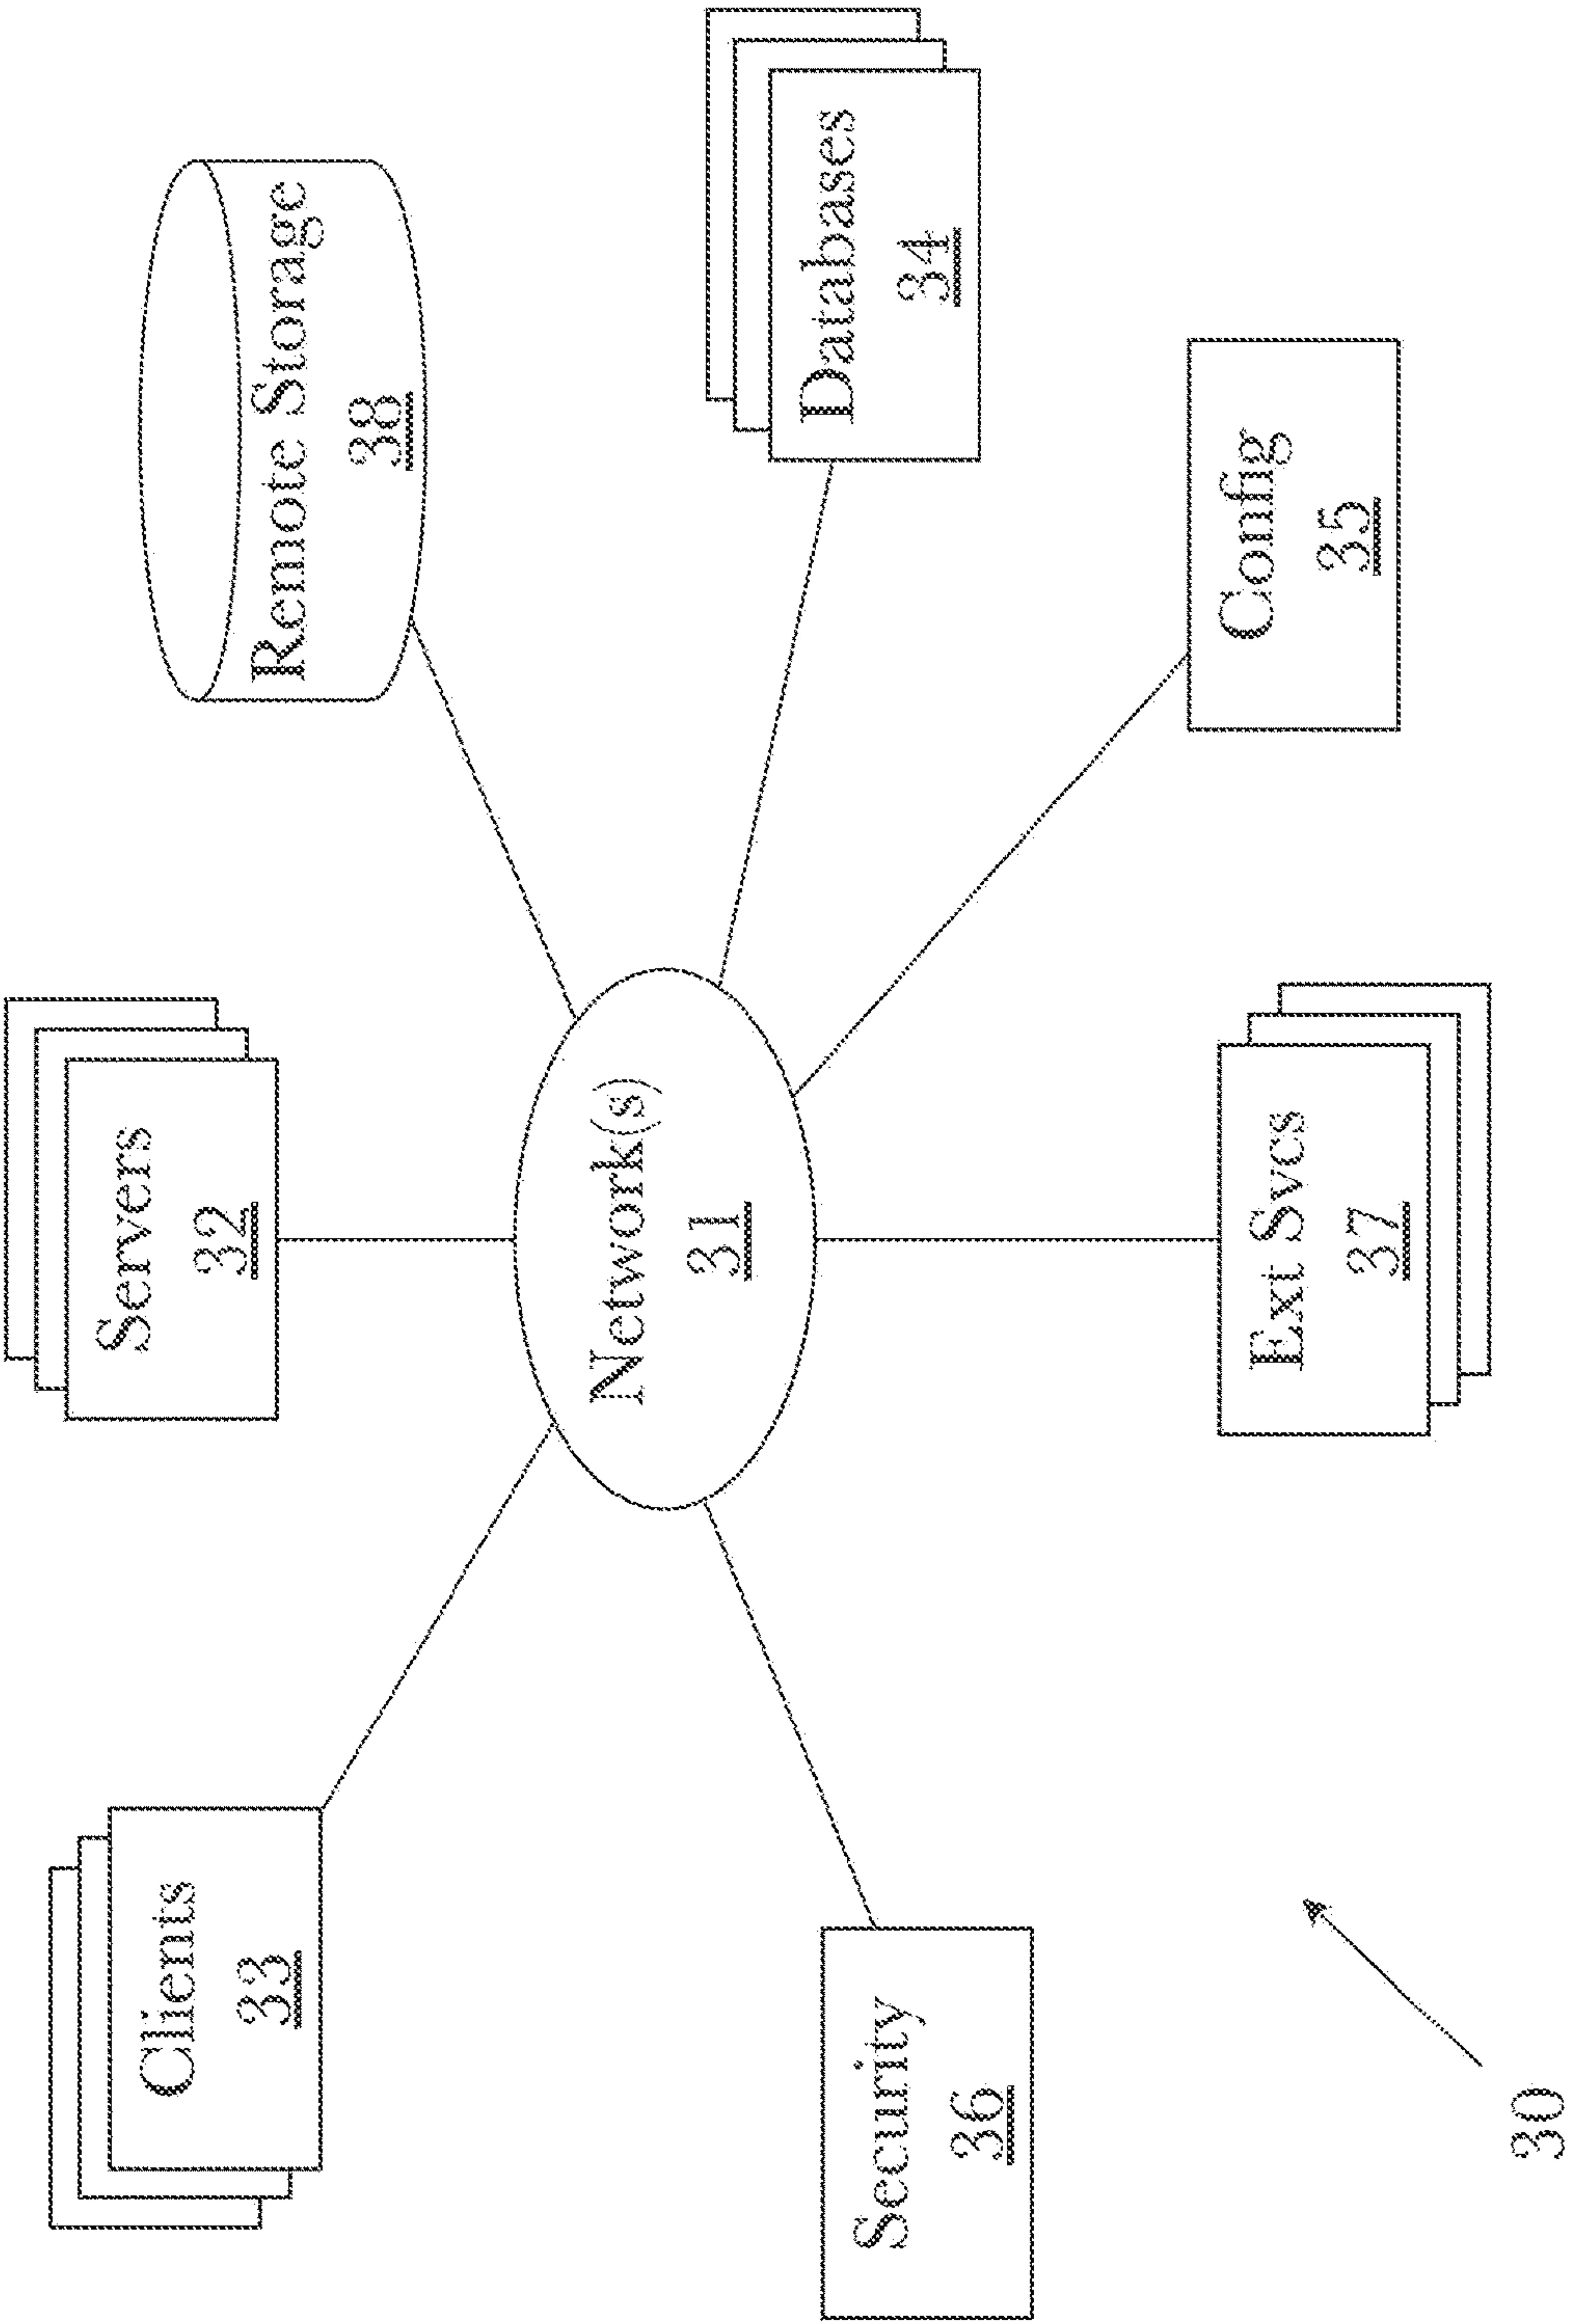 Servers
32
Clients
33
Remote Storage
38
Network(s)
31
Databases
34
Security
36
Config
35
Ext Svcs
37
30